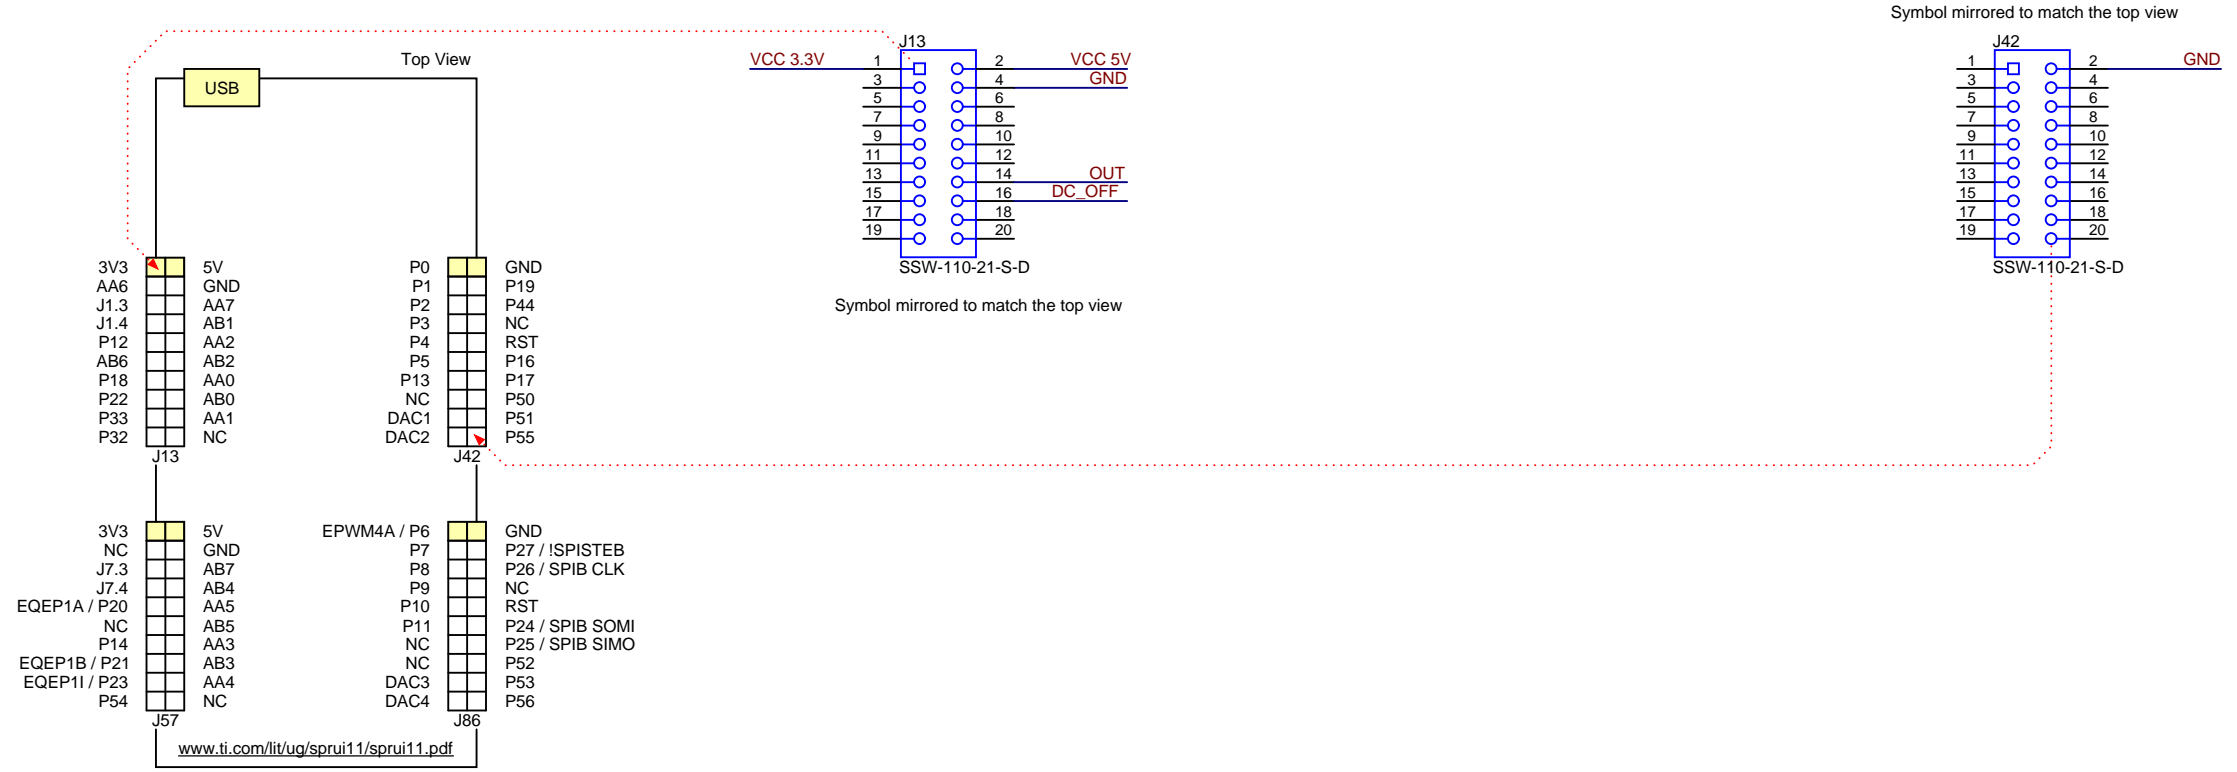 Symbol mirrored to match the top view
Top View
USB
J13
VCC 3.3V 1 2 VCC 5V
3 4 GND
5 6
7 8
9 10
11 12
13 14 OUT
15 16 DC_OFF
17 18
19 20
SSW-110-21-S-D
Symbol mirrored to match the top view
J42
1 2 GND
3 4
5 6
7 8
9 10
11 12
13 14
15 16
17 18
19 20
SSW-110-21-S-D
3V3 5V P0 GND
AA6 GND P1 P19
J1.3 AA7 P2 P44
J1.4 AB1 P3 NC
P12 AA2 P4 RST
AB6 AB2 P5 P16
P18 AA0 P13 P17
P22 AB0 NC P50
P33 AA1 DAC1 P51
P32 NC DAC2 P55
J13 J42
3V3 5V EPWM4A / P6 GND
NC GND P7 P27 / !SPISTEB
J7.3 AB7 P8 P26 / SPIB CLK
J7.4 AB4 P9 NC
EQEP1A / P20 AA5 P10 RST
NC AB5 P11 P24 / SPIB SOMI
P14 AA3 NC P25 / SPIB SIMO
EQEP1B / P21 AB3 NC P52
EQEP1I / P23 AA4 DAC3 P53
P54 NC DAC4 P56
J57 J86
www.ti.com/lit/ug/sprui11/sprui11.pdf